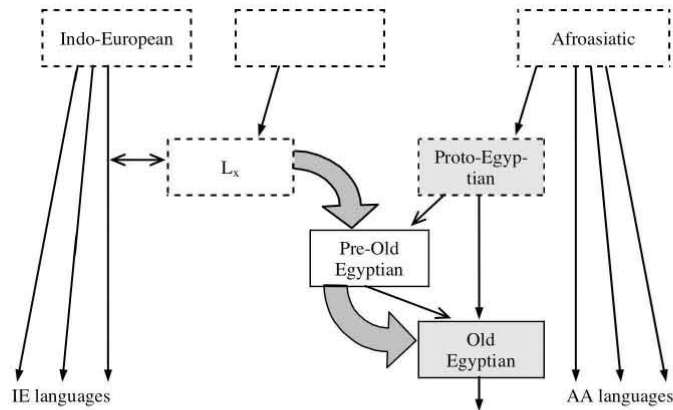 Indo-European
Afroasiatic
Lx
Proto-Egyp-
tian
Pre-Old
Egyptian
Old
Egyptian
IE languages
AA languages